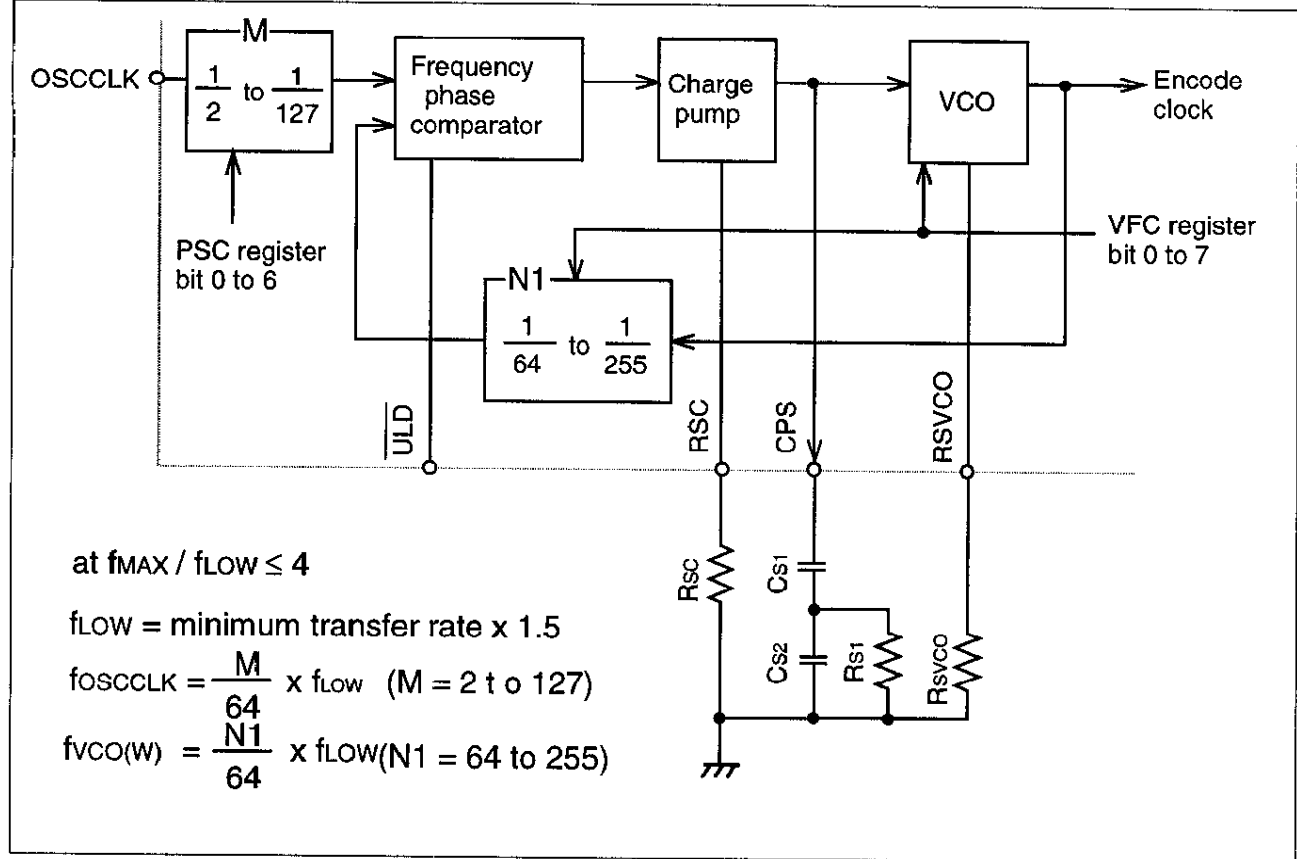 M
OSCCLK
1/2 to 1/127
PSC register
bit 0 to 6
Frequency
phase
comparator
Charge
pump
VCO
Encode
clock
VFC register
bit 0 to 7
N1
1/64 to 1/255
ULD
RSC
CPS
RSVCO
RSC
CS1
CS2
RS1
RSVCO
at fMAX / fLOW ≤ 4
fLOW = minimum transfer rate x 1.5
fOSCCLK = M/64 x fLOW (M = 2 t o 127)
fVCO(W) = N1/64 x fLOW(N1 = 64 to 255)